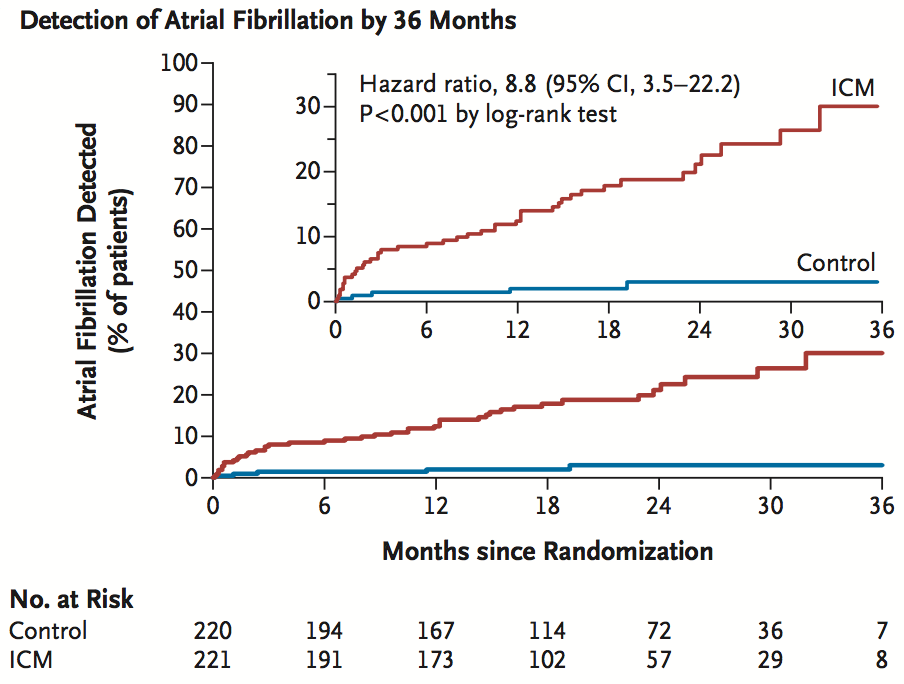 Detection of Atrial Fibrillation by 36 Months
Atrial Fibrillation Detected
(% of patients)
100
90
80
70
60
50
40
30
20
10
0
Hazard ratio, 8.8 (95% CI, 3.5–22.2)
P<0.001 by log-rank test
ICM
Control
30
20
10
0
0 6 12 18 24 30 36
0 6 12 18 24 30 36
Months since Randomization
No. at Risk
Control 220 194 167 114 72 36 7
ICM 221 191 173 102 57 29 8